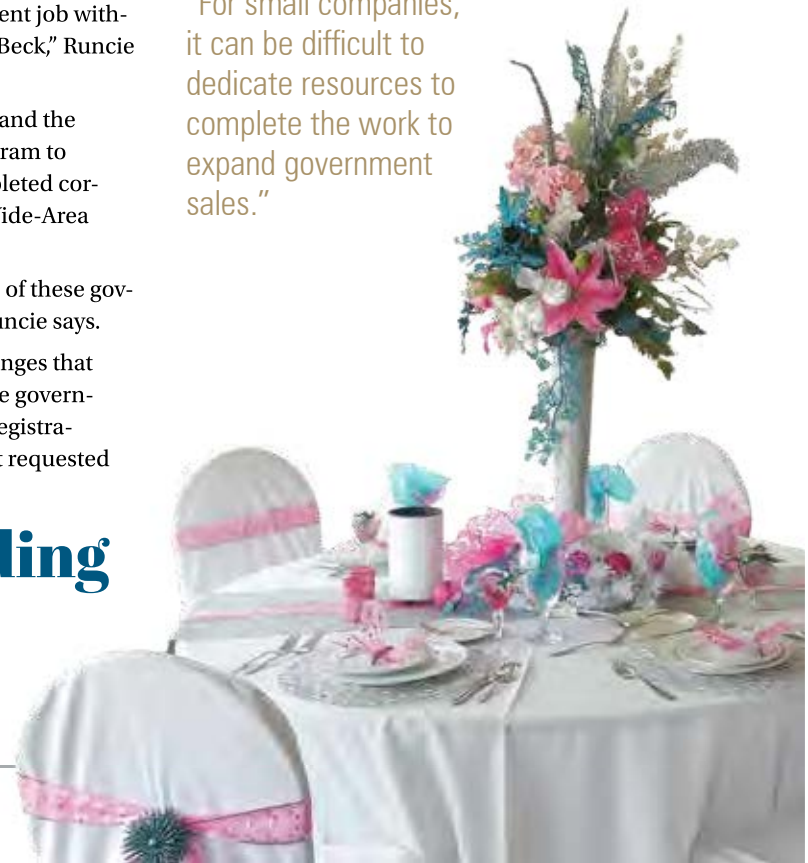 ent job with-
Beck,” Runcie
and the
ram to
pleted cor-
ide-Area
of these gov-
uncie says.
nges that
e govern-
egistra-
t requested
ding
“For small companies,
it can be difficult to
dedicate resources to
complete the work to
expand government
sales.”